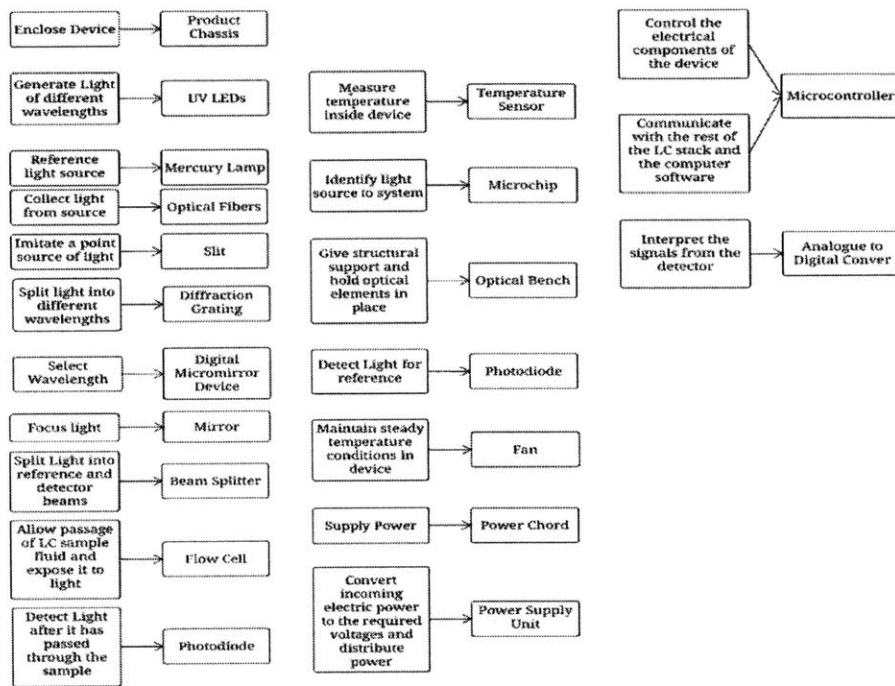 Enclose Device
Product
Chassis
Generate Light
of different
wavelengths
UV LEDs
Reference
light source
Mercury Lamp
Collect light
from source
Optical Fibers
Imitate a point
source of light
Slit
Split light into
different
wavelengths
Diffraction
Grating
Select
Wavelength
Digital
Micromirror
Device
Focus light
Mirror
Split Light into
reference and
detector
beams
Beam Splitter
Allow passage
of LC sample
fluid and
expose it to
light
Flow Cell
Detect Light
after it has
passed
through the
sample
Photodiode
Measure
temperature
inside device
Temperature
Sensor
Identify light
source to system
Microchip
Give structural
support and
hold optical
elements in
place
Optical Bench
Detect Light for
reference
Photodiode
Maintain steady
temperature
conditions in
device
Fan
Supply Power
Power Chord
Convert
incoming
electric power
to the required
voltages and
distribute
power
Power Supply
Unit
Control the
electrical
components of
the device
Communicate
with the rest of
the LC stack and
the computer
software
Microcontroller
Interpret the
signals from the
detector
Analogue to
Digital Conver